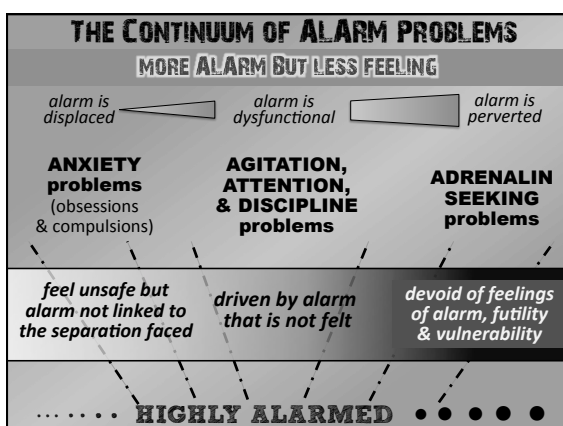 THE CONTINUUM OF ALARM PROBLEMS
MORE ALARM BUT LESS FEELING
alarm is displaced
alarm is dysfunctional
alarm is perverted
ANXIETY
problems
(obsessions
& compulsions)
AGITATION,
ATTENTION,
& DISCIPLINE
problems
ADRENALIN
SEEKING
problems
feel unsafe but
alarm not linked to
the separation faced
driven by alarm
that is not felt
devoid of feelings
of alarm, futility
& vulnerability
HIGHLY ALARMED